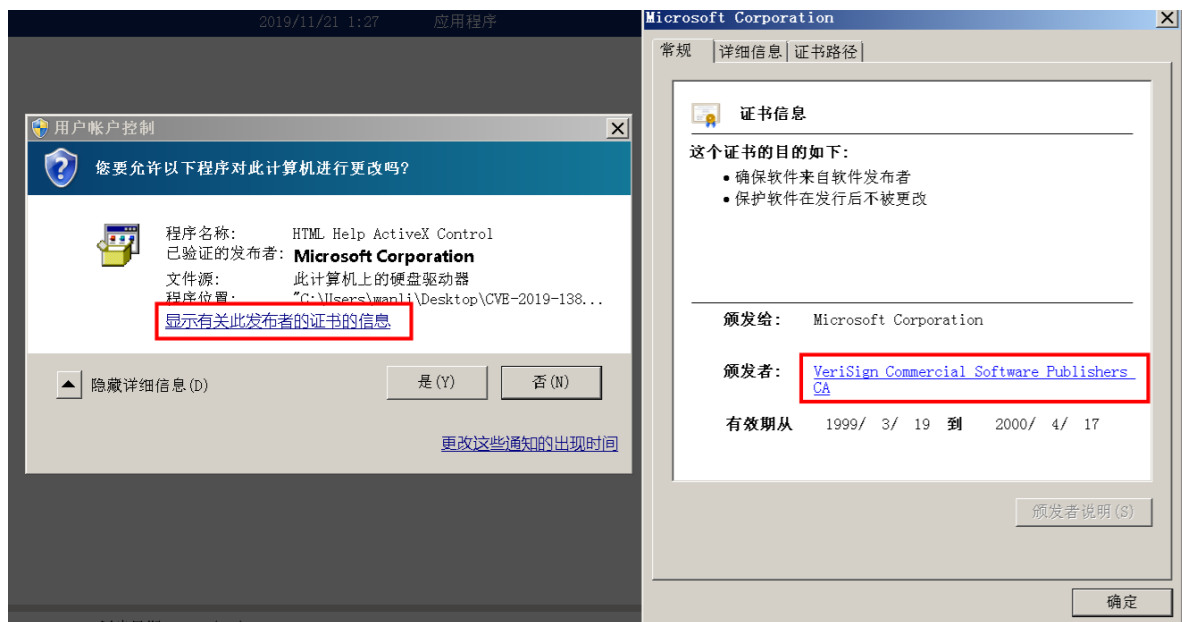 2019/11/21 1:27 应用程序
用户帐户控制
您要允许以下程序对此计算机进行更改吗?
程序名称: HTML Help ActiveX Control
已验证的发布者: Microsoft Corporation
文件源: 此计算机上的硬盘驱动器
程序位置: "C:\Users\wanli\Desktop\CVE-2019-138...
显示有关此发布者的证书的信息
隐藏详细信息(D)
是(Y) 否(N)
更改这些通知的出现时间
Microsoft Corporation
常规 详细信息 证书路径
证书信息
这个证书的目的如下:
• 确保软件来自软件发布者
• 保护软件在发行后不被更改
颁发给: Microsoft Corporation
颁发者: VeriSign Commercial Software Publishers
CA
有效期从 1999/ 3/ 19 到 2000/ 4/ 17
颁发者说明(S)
确定